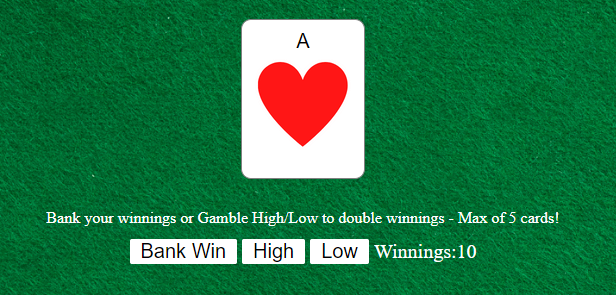 A
Bank your winnings or Gamble High/Low to double winnings - Max of 5 cards!
Bank Win High Low Winnings:10